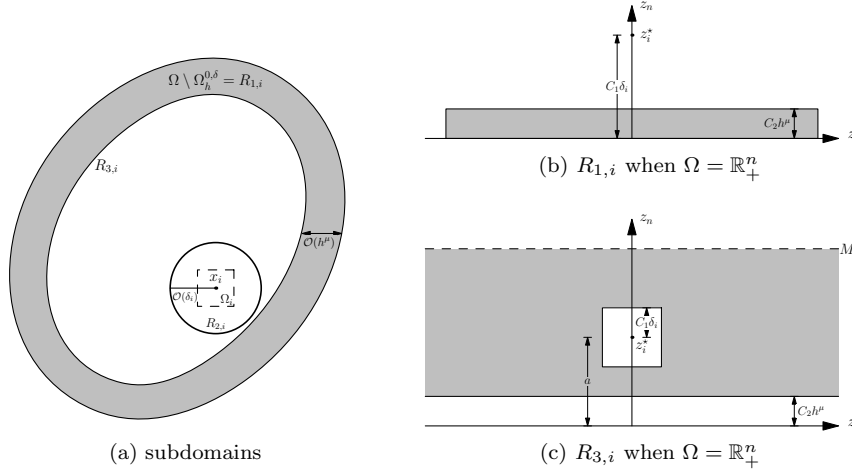 Ω \ Ω_h^{0,δ} = R_{1,i}
R_{3,i}
𝒪(h^μ)
x_i
𝒪(δ_i)
Ω_i
R_{2,i}
(a) subdomains
z_n
z_i^⋆
C_1δ_i
C_2h^μ
z
(b) R_{1,i} when Ω = ℝ_+^n
z_n
M
C_1δ_i
z_i^⋆
a
C_2h^μ
z
(c) R_{3,i} when Ω = ℝ_+^n